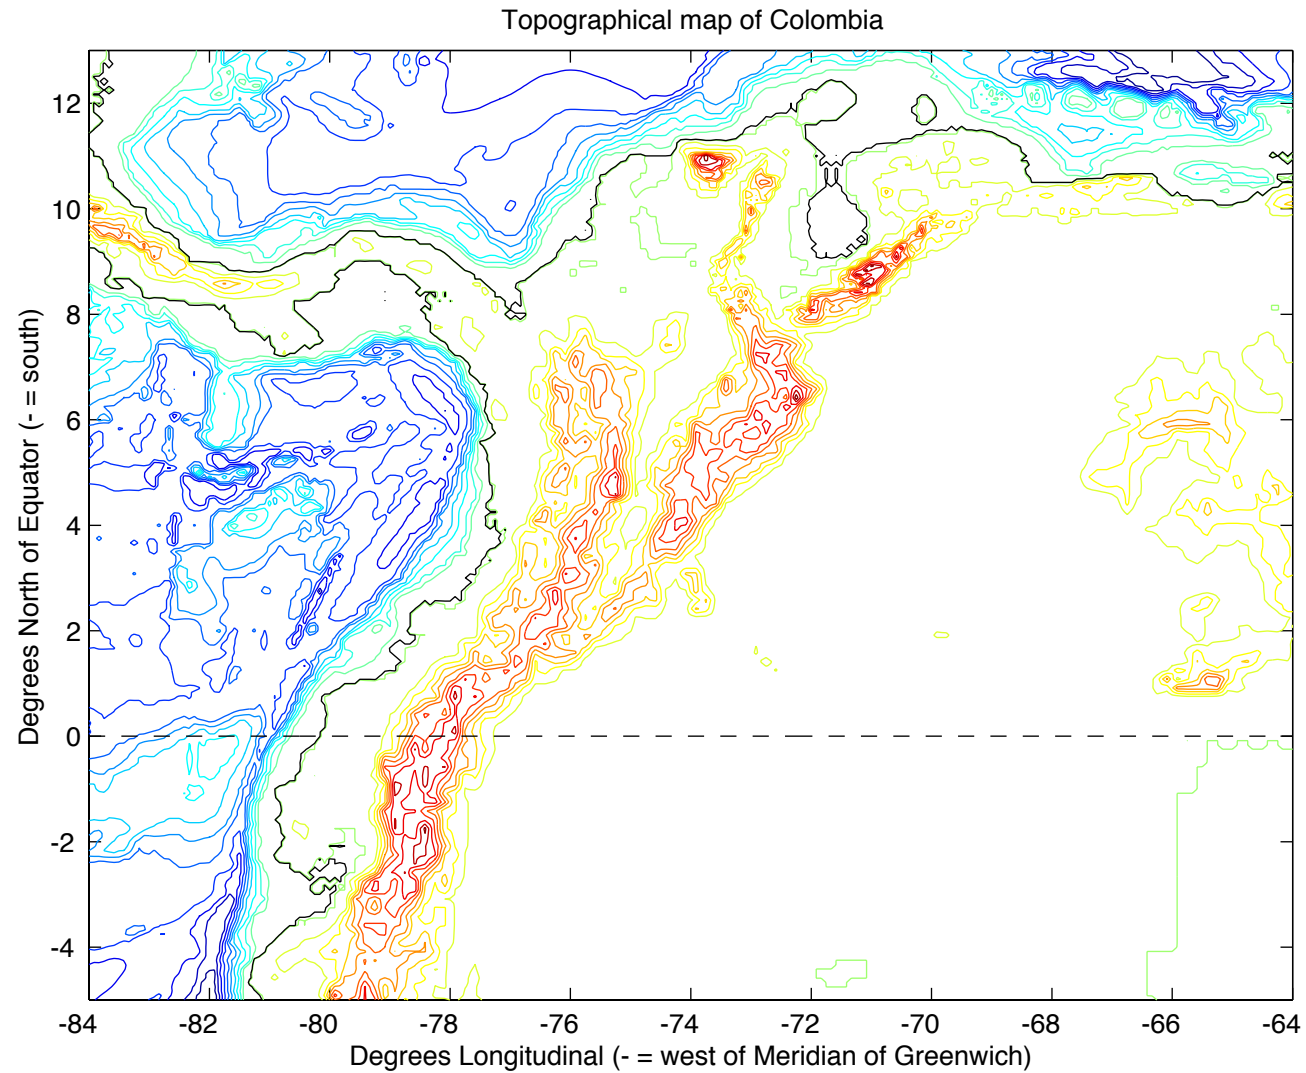 Topographical map of Colombia
12
10
8
6
4
2
0
-2
-4
Degrees North of Equator (- = south)
-84 -82 -80 -78 -76 -74 -72 -70 -68 -66 -64
Degrees Longitudinal (- = west of Meridian of Greenwich)